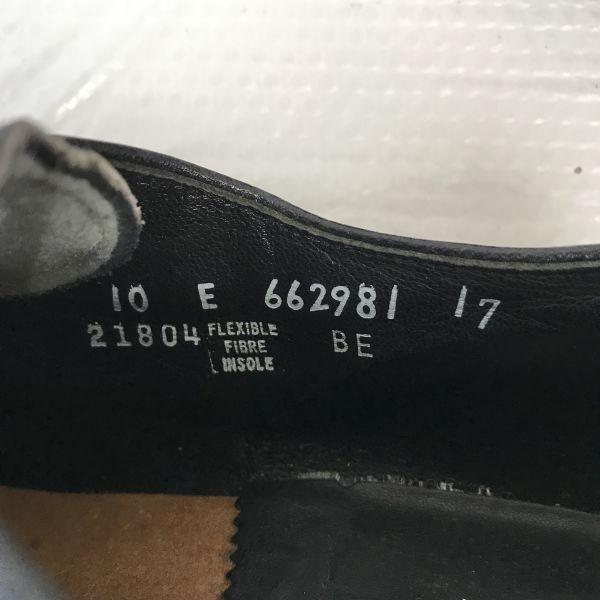 10 E 662981 17
21804 FLEXIBLE FIBRE INSOLE BE